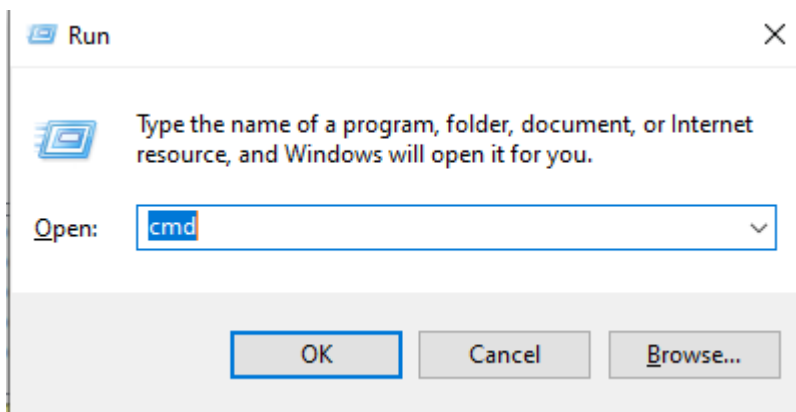 Run
Type the name of a program, folder, document, or Internet
resource, and Windows will open it for you.
Open:
cmd
OK
Cancel
Browse...